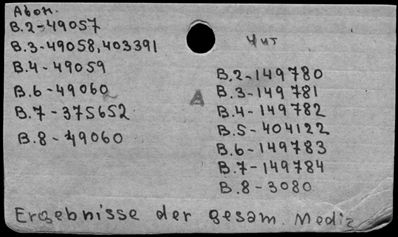 Абон.
В.2-49057
В.3-49058,403391
В.4-49059
В.6-49060
В.7-375652
В.8-49060
Чит
В.2-149780
В.3-149781
В.4-149782
В.5-404122
В.6-149783
В.7-149784
В.8-3080
А
Ergebnisse der gesam. Mediz